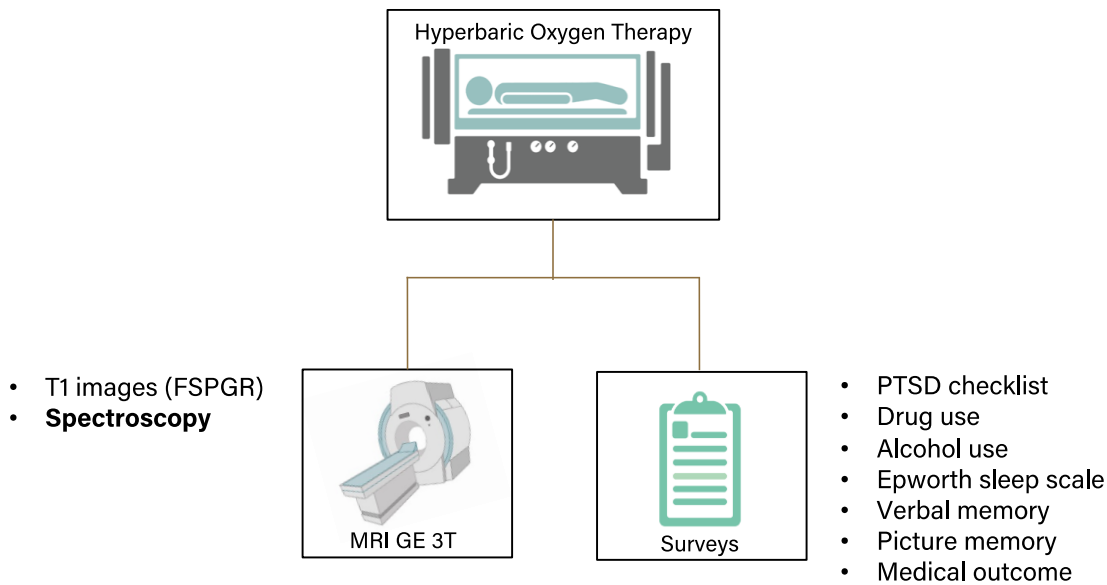 Hyperbaric Oxygen Therapy
• T1 images (FSPGR)
• Spectroscopy
MRI GE 3T
Surveys
• PTSD checklist
• Drug use
• Alcohol use
• Epworth sleep scale
• Verbal memory
• Picture memory
• Medical outcome